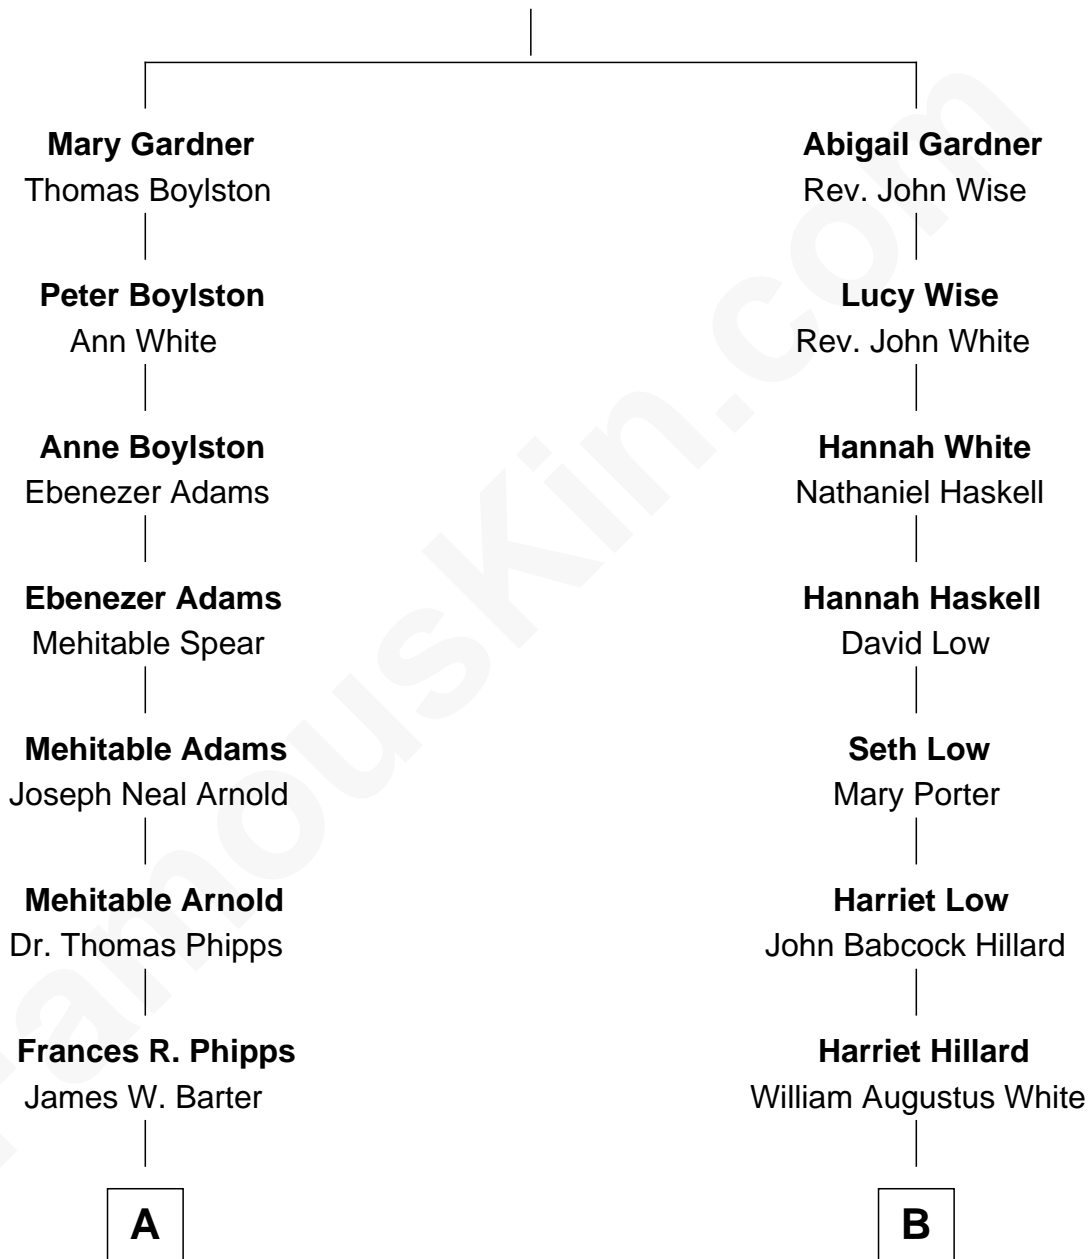 Mary Gardner
Thomas Boylston
Peter Boylston
Ann White
Anne Boylston
Ebenezer Adams
Ebenezer Adams
Mehitable Spear
Mehitable Adams
Joseph Neal Arnold
Mehitable Arnold
Dr. Thomas Phipps
Frances R. Phipps
James W. Barter
A
Abigail Gardner
Rev. John Wise
Lucy Wise
Rev. John White
Hannah White
Nathaniel Haskell
Hannah Haskell
David Low
Seth Low
Mary Porter
Harriet Low
John Babcock Hillard
Harriet Hillard
William Augustus White
B
FamousKin.com